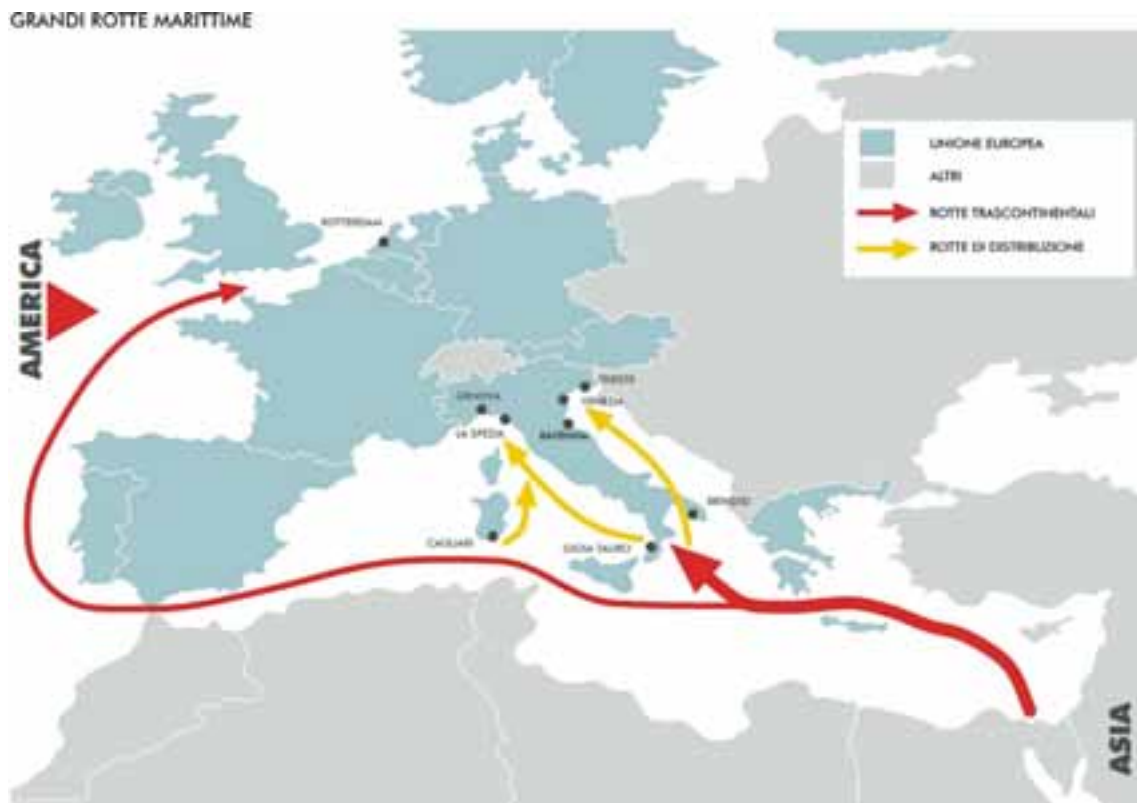 GRANDI ROTTE MARITTIME
UNIONE EUROPEA
ALTRI
ROTTE TRASCONTINENTALI
ROTTE DI DISTRIBUZIONE
ROTTERDAM
AMERICA
TRIESTE
VENEZIA
GENOVA
RAVENNA
LA SPEZIA
BRINDISI
CAGLIARI
GIOIA TAURO
ASIA